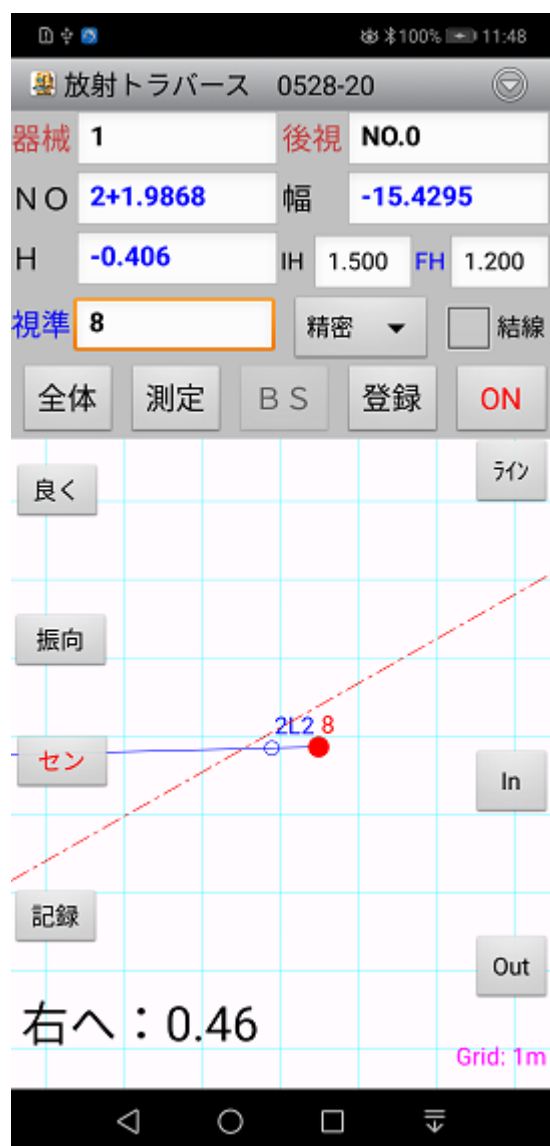 100% 11:48
放射トラバース 0528-20
器械 1 後視 NO.0
ＮＯ 2+1.9868 幅 -15.4295
H -0.406 IH 1.500 FH 1.200
視準 8 精密 結線
全体 測定 ＢＳ 登録 ON
ﾗｲﾝ
良く
振向
2L2 8
セン
In
記録
Out
右へ：0.46
Grid: 1m